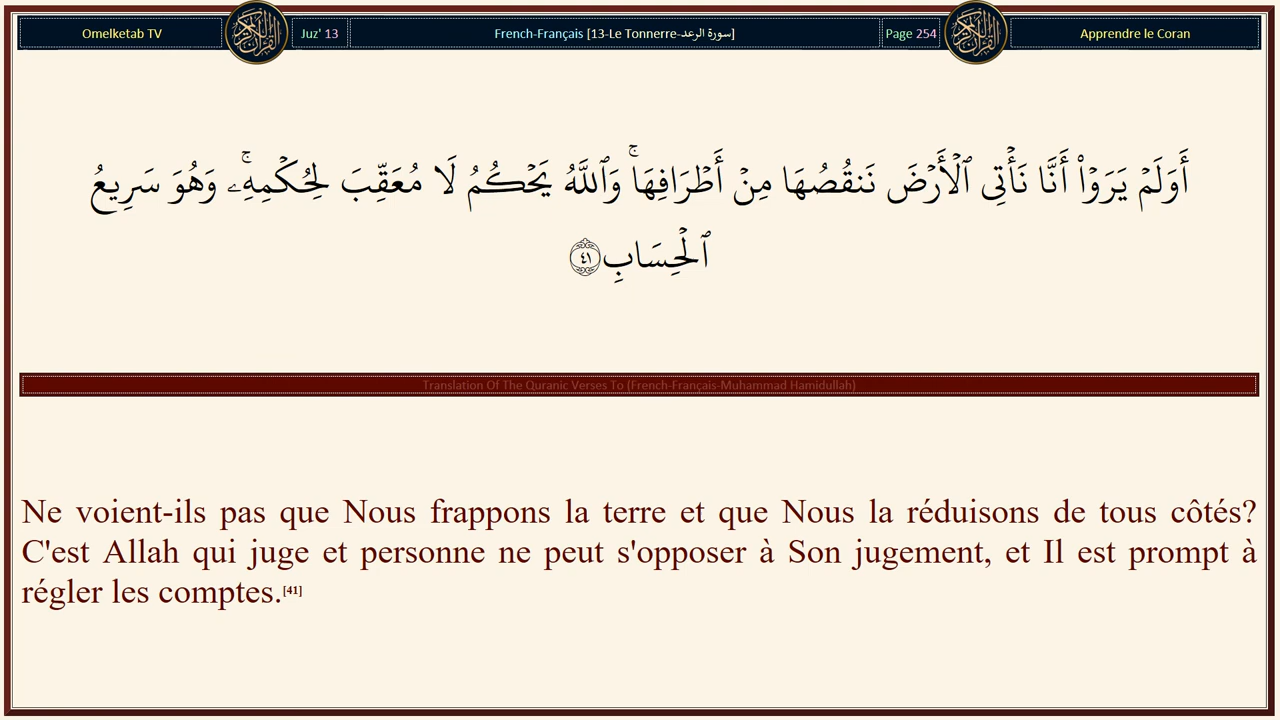 Omelketab TV
Juz' 13
French-Français [13-Le Tonnerre-سورة الرعد]
Page 254
Apprendre le Coran
أَوَلَمۡ يَرَوۡاْ أَنَّا نَأۡتِي ٱلۡأَرۡضَ نَنقُصُهَا مِنۡ أَطۡرَافِهَاۚ وَٱللَّهُ يَحۡكُمُ لَا مُعَقِّبَ لِحُكۡمِهِۦۚ وَهُوَ سَرِيعُ
ٱلۡحِسَابِ ٤١
Translation Of The Quranic Verses To (French-Français-Muhammad Hamidullah)
Ne voient-ils pas que Nous frappons la terre et que Nous la réduisons de tous côtés?
C'est Allah qui juge et personne ne peut s'opposer à Son jugement, et Il est prompt à
régler les comptes.[41]